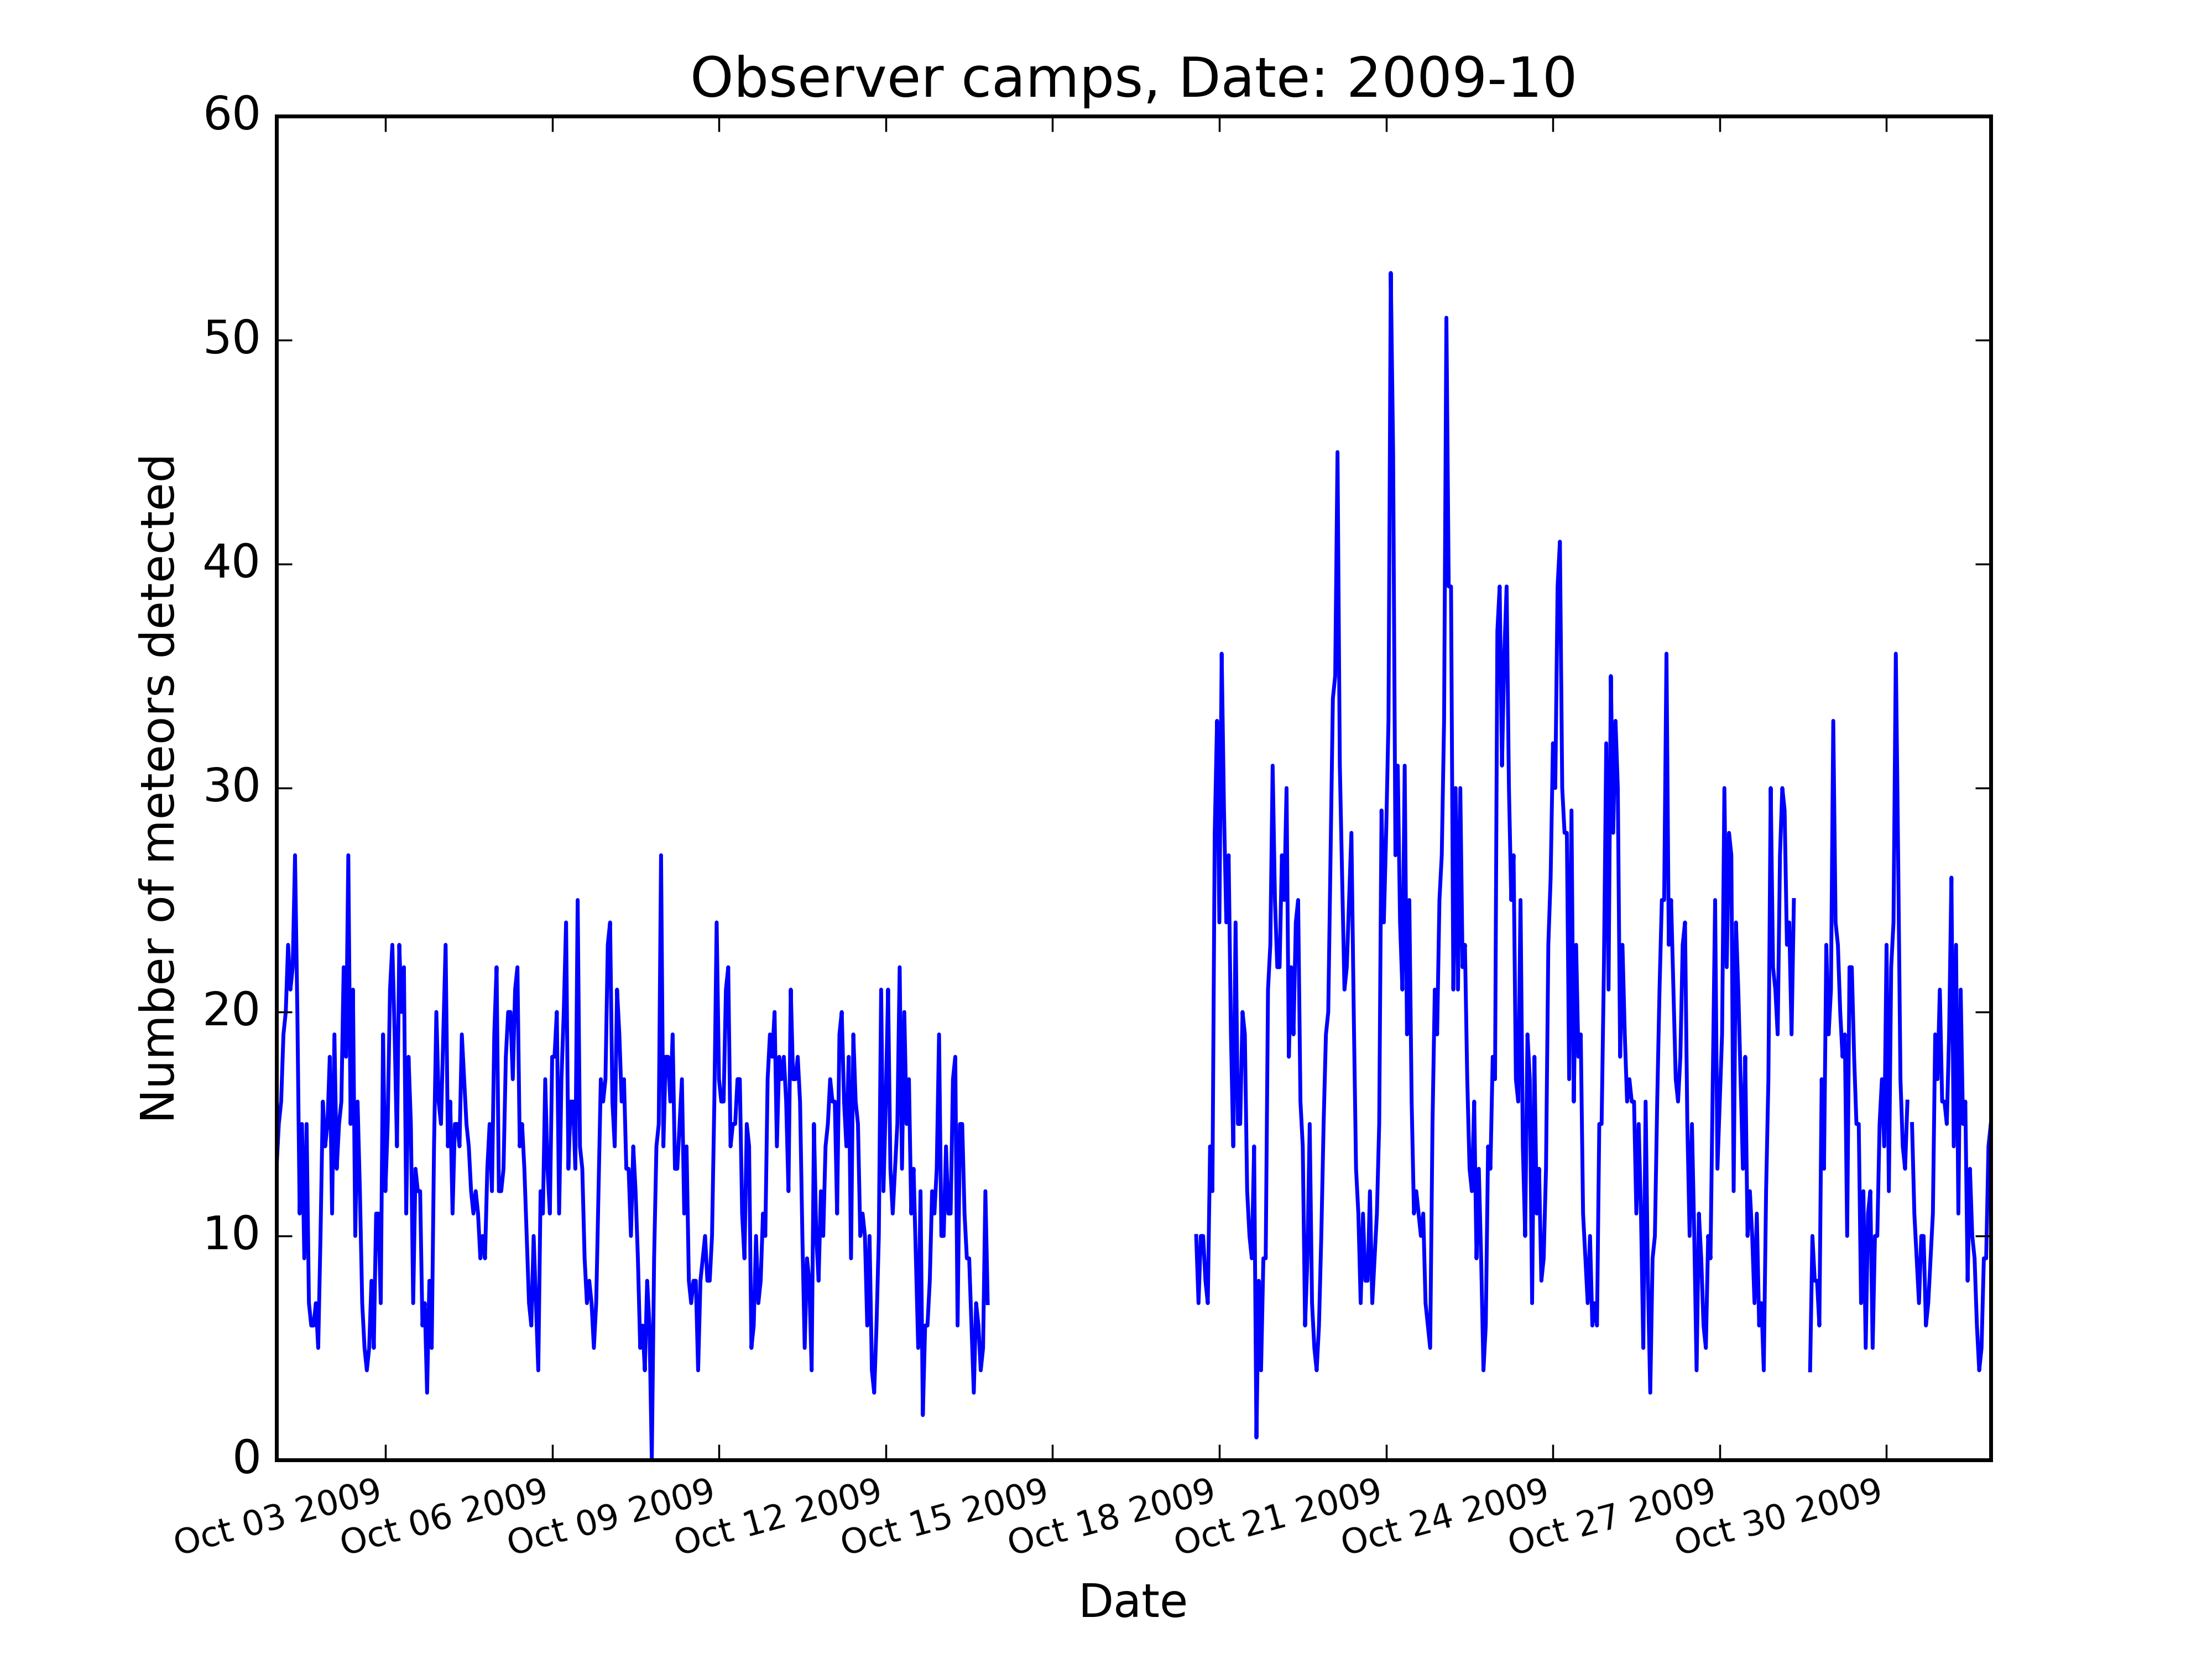 Observer camps, Date: 2009-10
60
50
40
30
20
10
0
Number of meteors detected
Oct 03 2009
Oct 06 2009
Oct 09 2009
Oct 12 2009
Oct 15 2009
Oct 18 2009
Oct 21 2009
Oct 24 2009
Oct 27 2009
Oct 30 2009
Date